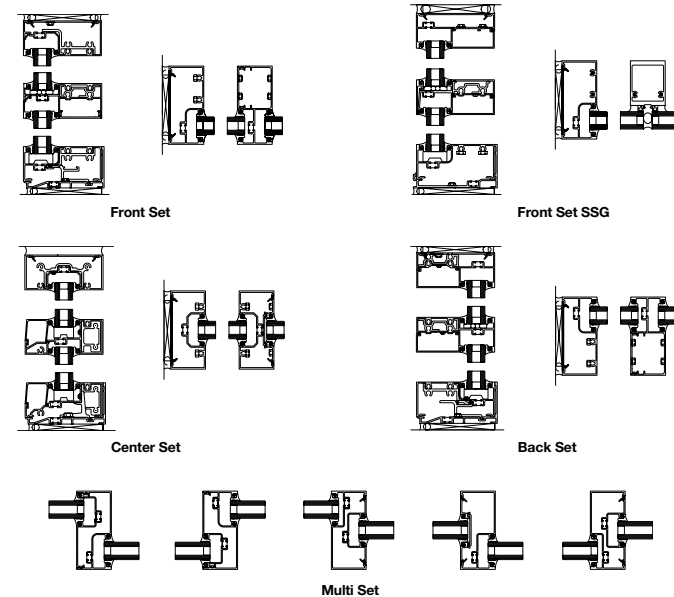 Front Set
Front Set SSG
Center Set
Back Set
Multi Set